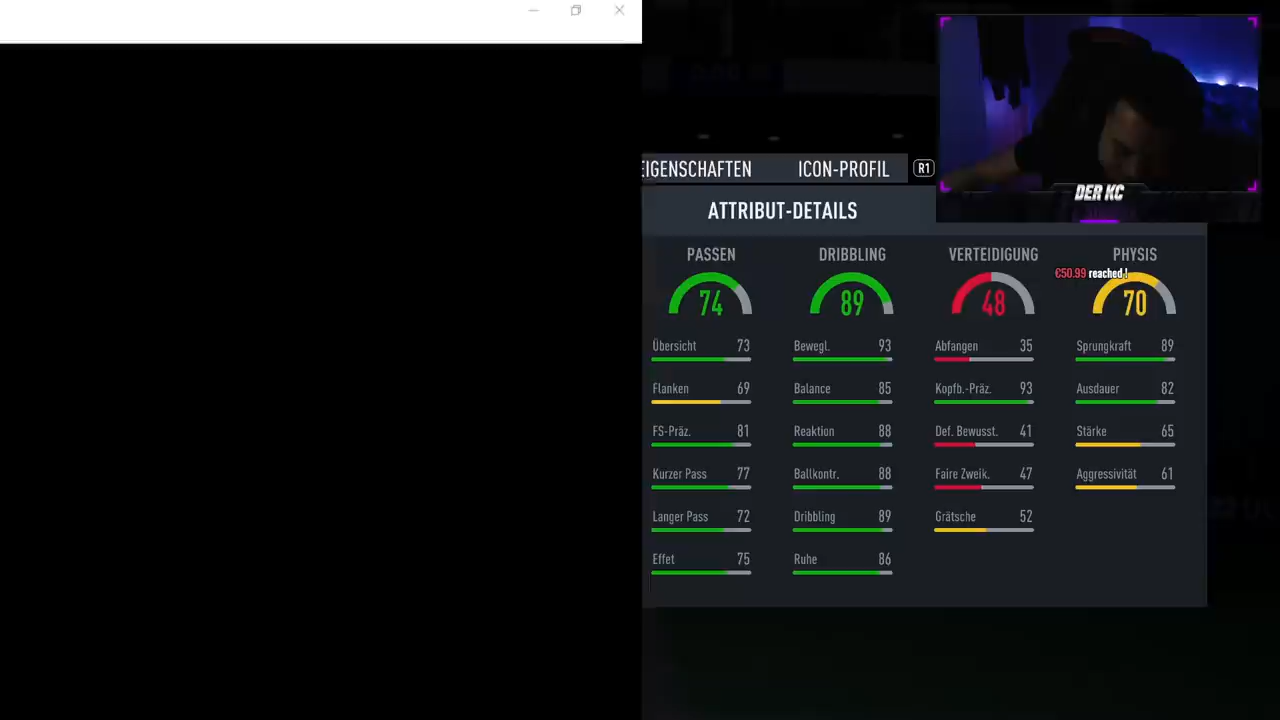 EIGENSCHAFTEN ICON-PROFIL R1
DER KC
ATTRIBUT-DETAILS
PASSEN DRIBBLING VERTEIDIGUNG PHYSIS
€50.99 reached!
74 89 48 70
Übersicht 73 Bewegl. 93 Abfangen 35 Sprungkraft 89
Flanken 69 Balance 85 Kopfb.-Präz. 93 Ausdauer 82
FS-Präz. 81 Reaktion 88 Def. Bewusst. 41 Stärke 65
Kurzer Pass 77 Ballkontr. 88 Faire Zweik. 47 Aggressivität 61
Langer Pass 72 Dribbling 89 Grätsche 52
Effet 75 Ruhe 86